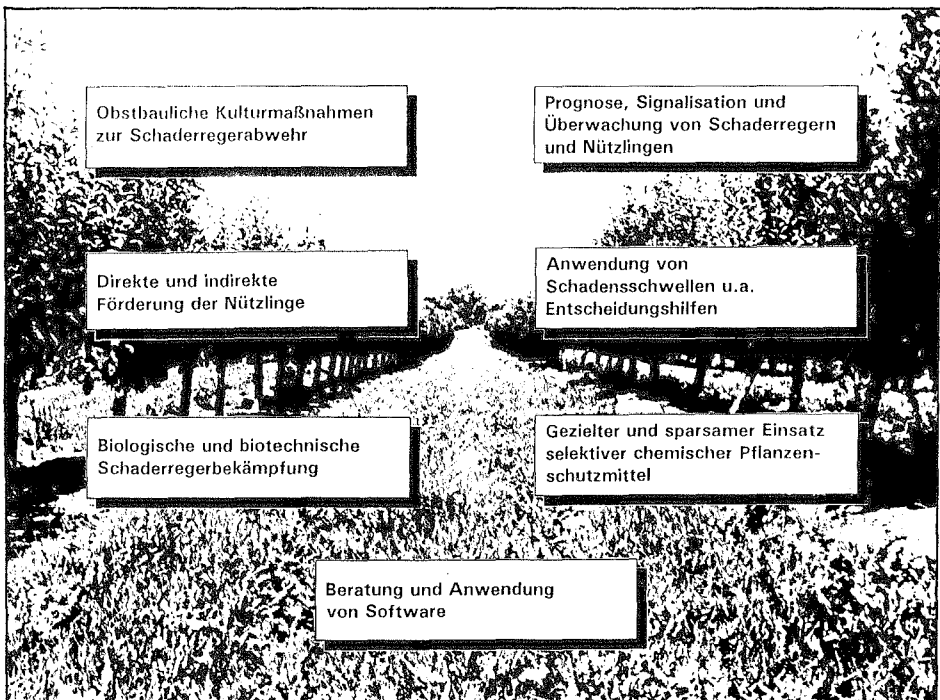 Obstbauliche Kulturmaßnahmen
zur Schaderregerabwehr
Prognose, Signalisation und
Überwachung von Schaderregern
und Nützlingen
Direkte und indirekte
Förderung der Nützlinge
Anwendung von
Schadensschwellen u.a.
Entscheidungshilfen
Biologische und biotechnische
Schaderregerbekämpfung
Gezielter und sparsamer Einsatz
selektiver chemischer Pflanzen-
schutzmittel
Beratung und Anwendung
von Software